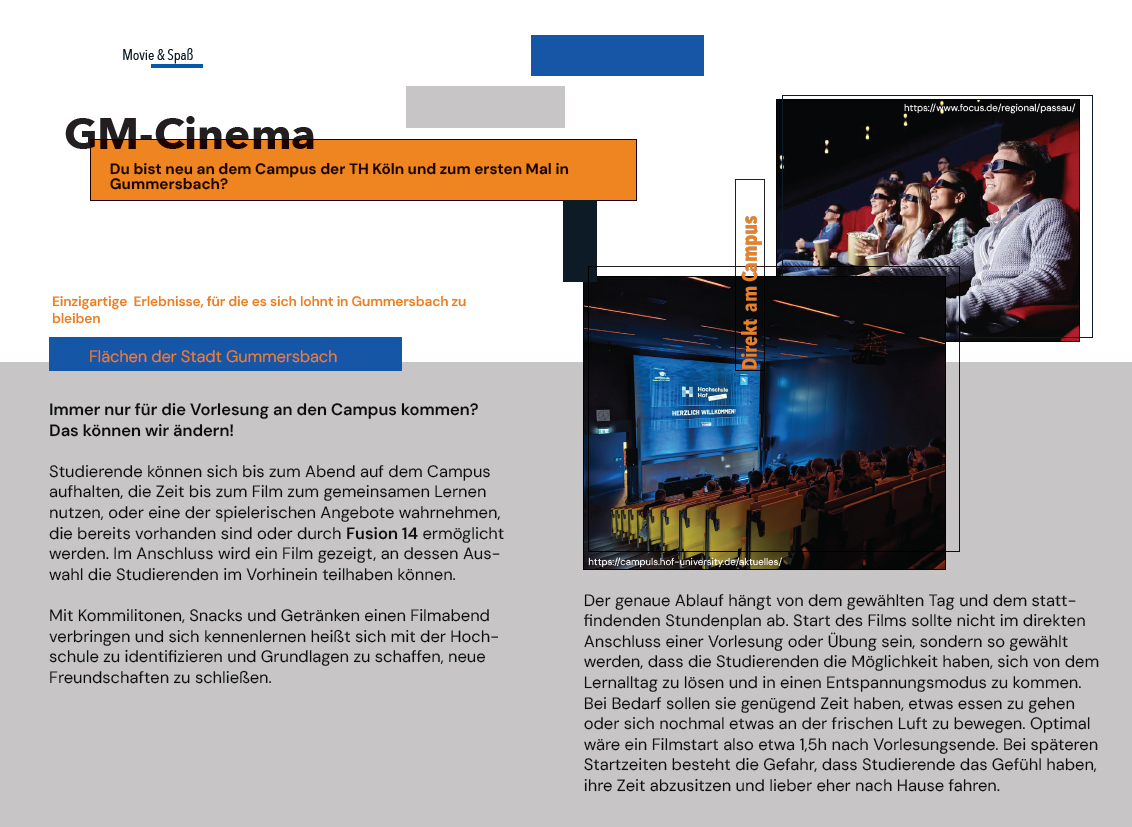 Movie & Spaß
GM-Cinema
Du bist neu an dem Campus der TH Köln und zum ersten Mal in
Gummersbach?
Einzigartige Erlebnisse, für die es sich lohnt in Gummersbach zu
bleiben
Flächen der Stadt Gummersbach
Immer nur für die Vorlesung an den Campus kommen?
Das können wir ändern!
Studierende können sich bis zum Abend auf dem Campus
aufhalten, die Zeit bis zum Film zum gemeinsamen Lernen
nutzen, oder eine der spielerischen Angebote wahrnehmen,
die bereits vorhanden sind oder durch Fusion 14 ermöglicht
werden. Im Anschluss wird ein Film gezeigt, an dessen Aus-
wahl die Studierenden im Vorhinein teilhaben können.
Mit Kommilitonen, Snacks und Getränken einen Filmabend
verbringen und sich kennenlernen heißt sich mit der Hoch-
schule zu identifizieren und Grundlagen zu schaffen, neue
Freundschaften zu schließen.
https://www.focus.de/regional/passau/
Direkt am Campus
Hochschule
Hof
HERZLICH WILLKOMMEN!
https://campuls.hof-university.de/aktuelles/
Der genaue Ablauf hängt von dem gewählten Tag und dem statt-
findenden Stundenplan ab. Start des Films sollte nicht im direkten
Anschluss einer Vorlesung oder Übung sein, sondern so gewählt
werden, dass die Studierenden die Möglichkeit haben, sich von dem
Lernalltag zu lösen und in einen Entspannungsmodus zu kommen.
Bei Bedarf sollen sie genügend Zeit haben, etwas essen zu gehen
oder sich nochmal etwas an der frischen Luft zu bewegen. Optimal
wäre ein Filmstart also etwa 1,5h nach Vorlesungsende. Bei späteren
Startzeiten besteht die Gefahr, dass Studierende das Gefühl haben,
ihre Zeit abzusitzen und lieber eher nach Hause fahren.